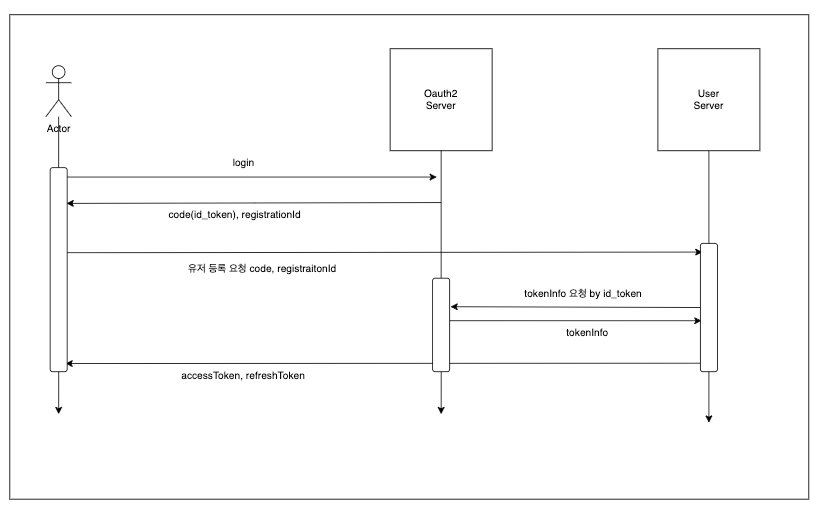 Oauth2
Server
User
Server
Actor
login
code(id_token), registrationId
유저 등록 요청 code, registraitonId
tokenInfo 요청 by id_token
tokenInfo
accessToken, refreshToken